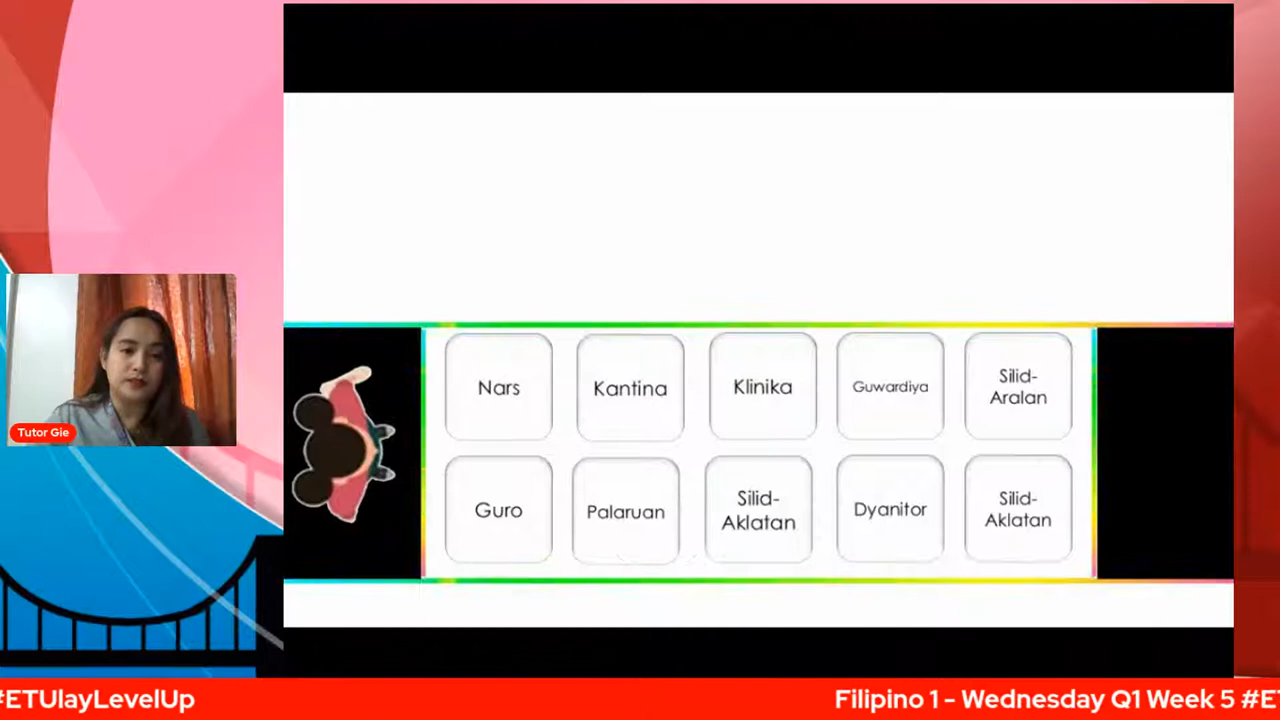 Nars
Kantina
Klinika
Guwardiya
Silid-
Aralan
Guro
Palaruan
Silid-
Aklatan
Dyanitor
Silid-
Aklatan
Tutor Gie
#ETUlayLevelUp
Filipino 1 - Wednesday Q1 Week 5 #ET